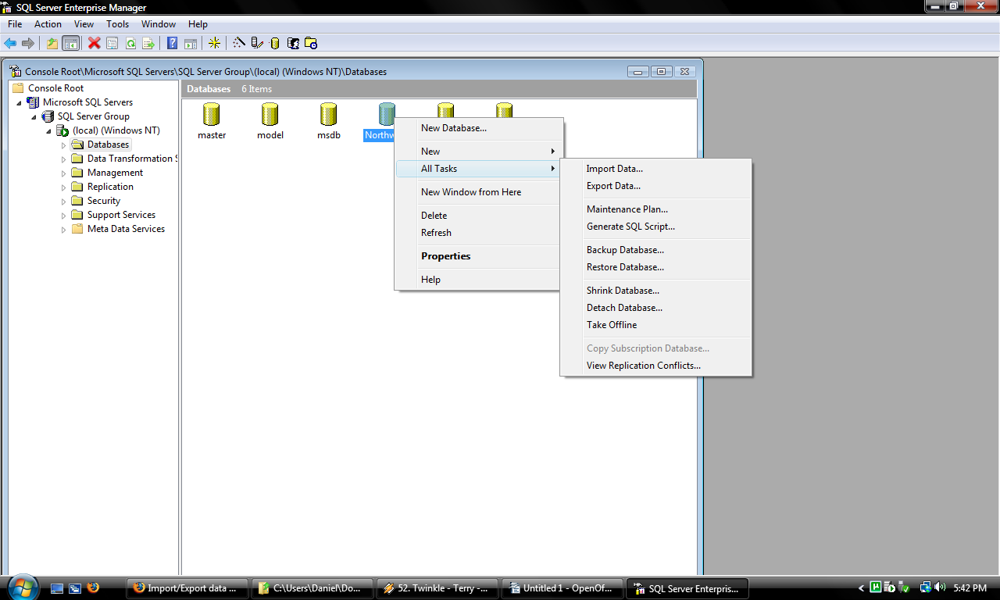 SQL Server Enterprise Manager
File Action View Tools Window Help
Console Root\Microsoft SQL Servers\SQL Server Group\(local) (Windows NT)\Databases
Console Root
Microsoft SQL Servers
SQL Server Group
(local) (Windows NT)
Databases
Data Transformation S
Management
Replication
Security
Support Services
Meta Data Services
Databases 6 Items
master model msdb Northw
New Database...
New
All Tasks
New Window from Here
Delete
Refresh
Properties
Help
Import Data...
Export Data...
Maintenance Plan...
Generate SQL Script...
Backup Database...
Restore Database...
Shrink Database...
Detach Database...
Take Offline
Copy Subscription Database...
View Replication Conflicts...
Import/Export data ... C:\Users\Daniel\Do... 52. Twinkle - Terry -... Untitled 1 - OpenOf... SQL Server Enterpris... 5:42 PM